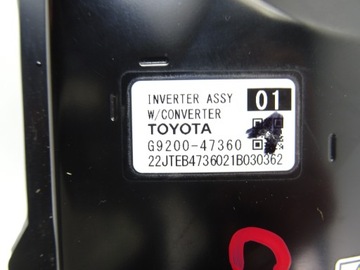 INVERTER ASSY 01
W/CONVERTER
TOYOTA
G9200-47360
22JTEB4736021B030362